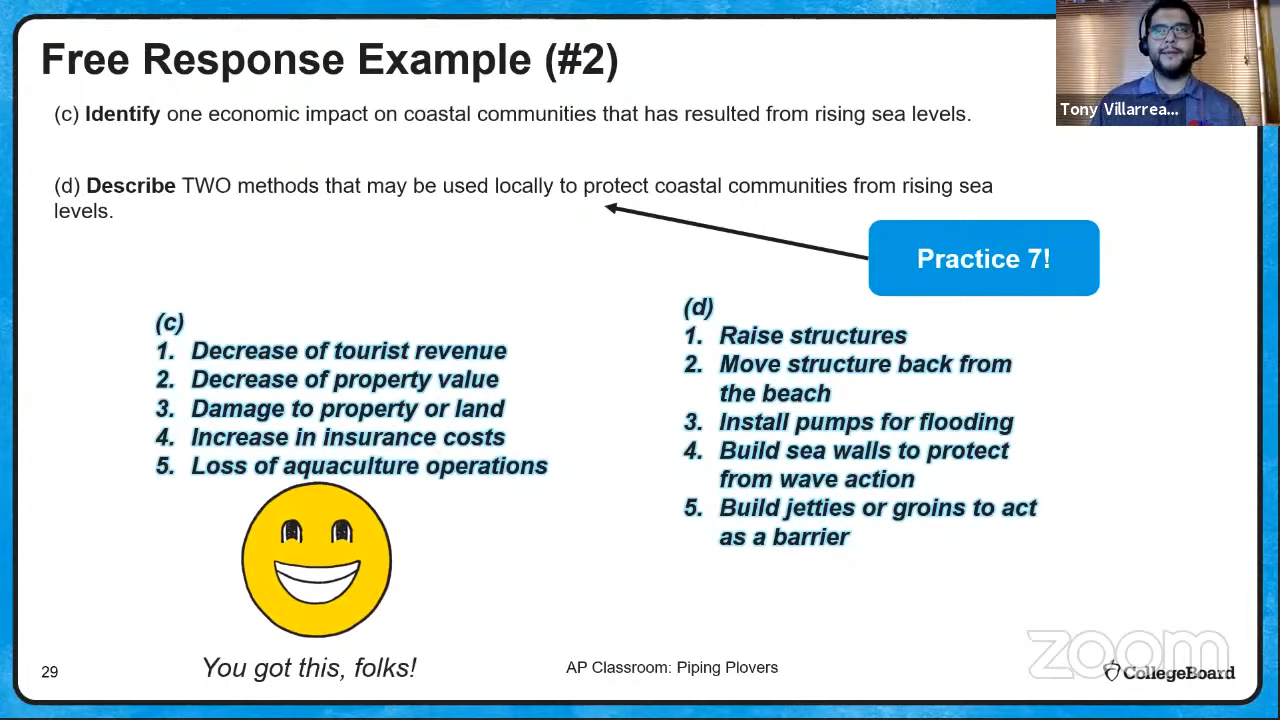 Free Response Example (#2)
(c) Identify one economic impact on coastal communities that has resulted from rising sea levels.
Tony Villarrea...
(d) Describe TWO methods that may be used locally to protect coastal communities from rising sea
levels.
Practice 7!
(c)
1. Decrease of tourist revenue
2. Decrease of property value
3. Damage to property or land
4. Increase in insurance costs
5. Loss of aquaculture operations
(d)
1. Raise structures
2. Move structure back from
the beach
3. Install pumps for flooding
4. Build sea walls to protect
from wave action
5. Build jetties or groins to act
as a barrier
You got this, folks!
29
AP Classroom: Piping Plovers
zoom
CollegeBoard